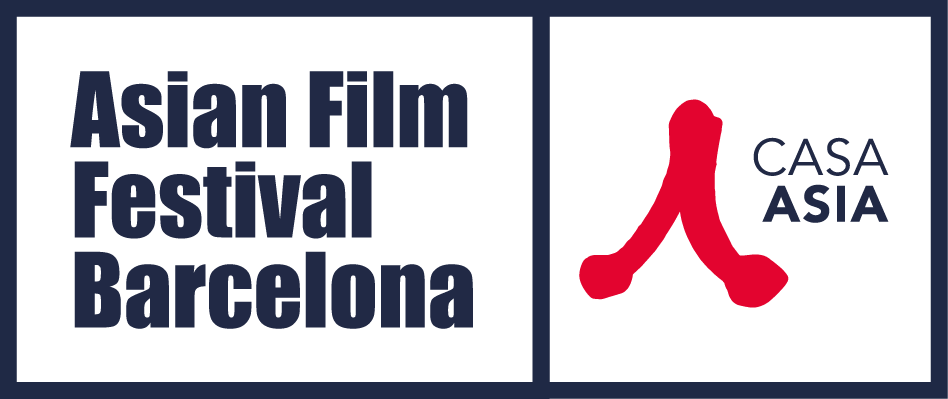 Asian Film
Festival
Barcelona
CASA
ASIA